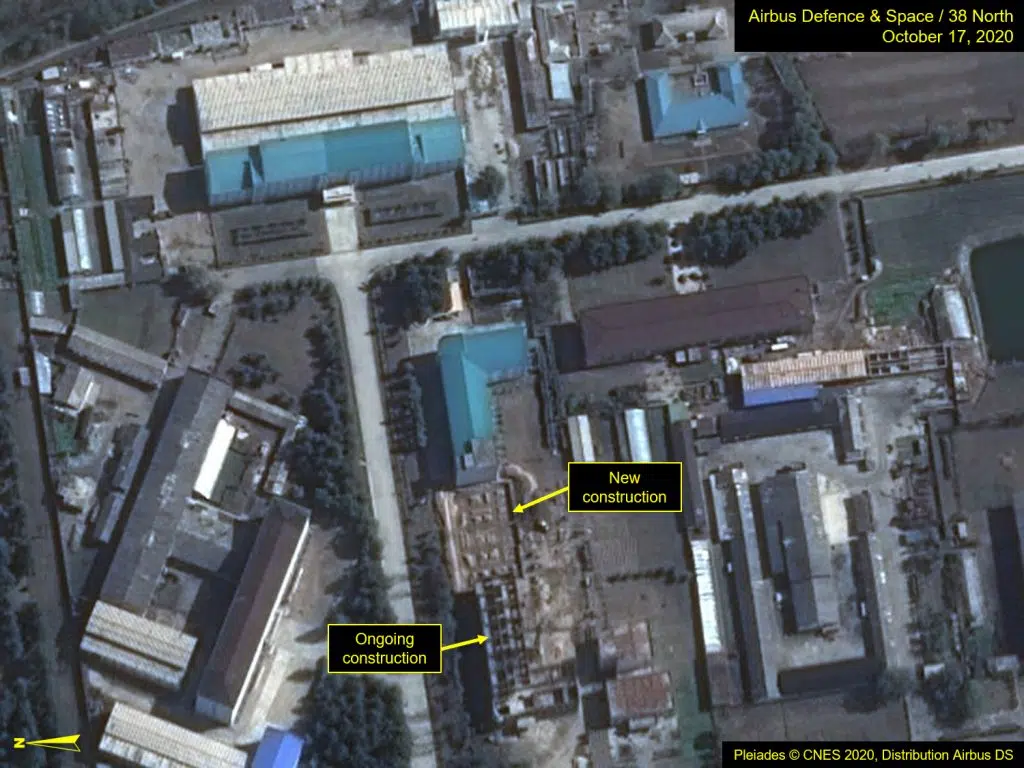 Airbus Defence & Space / 38 North
October 17, 2020
New
construction
Ongoing
construction
N
Pleiades © CNES 2020, Distribution Airbus DS